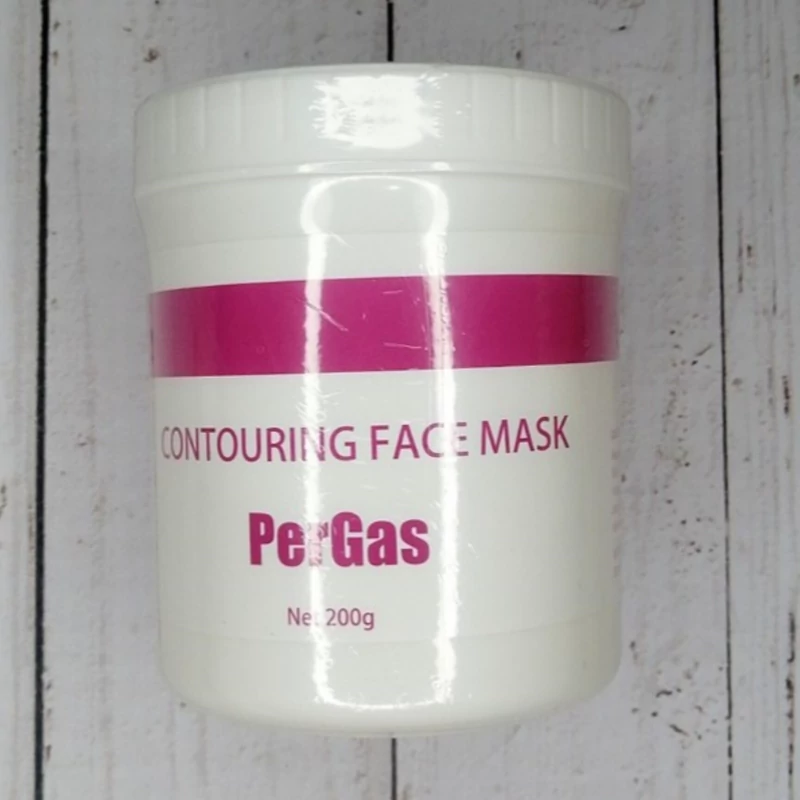 CONTOURING FACE MASK
PerGas
Net 200g